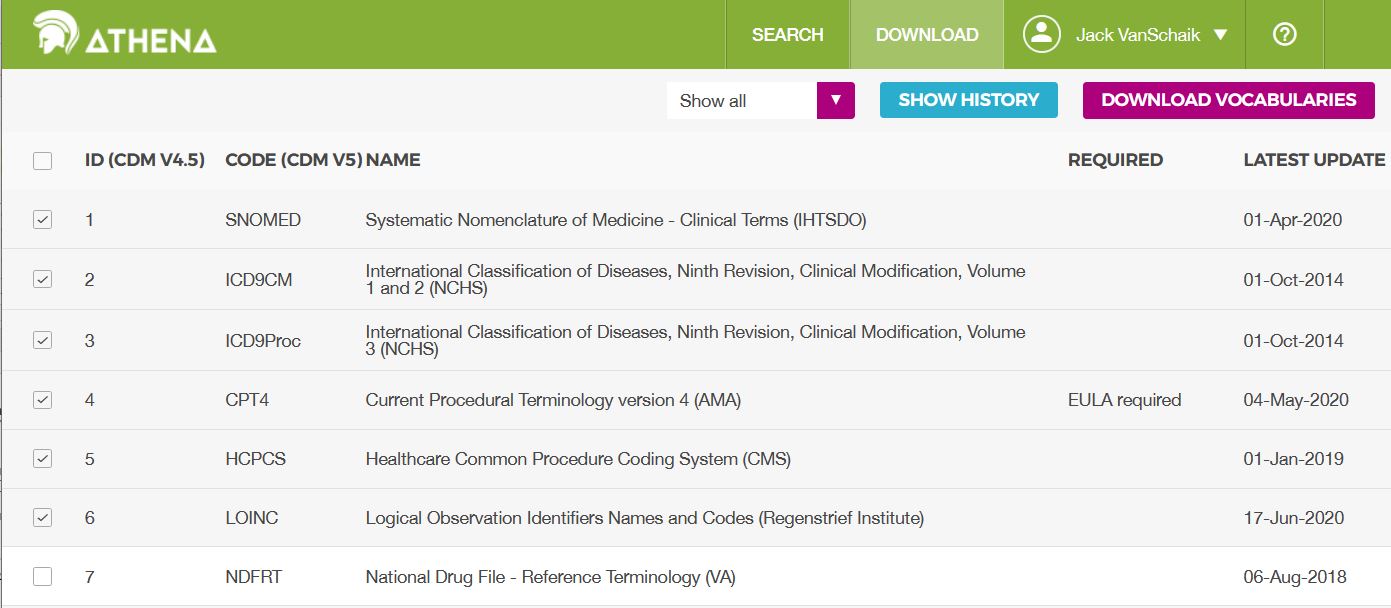 ATHENA
SEARCH
DOWNLOAD
Jack VanSchaik ▼
?
Show all ▼
SHOW HISTORY
DOWNLOAD VOCABULARIES
ID (CDM V4.5) CODE (CDM V5) NAME REQUIRED LATEST UPDATE
1 SNOMED Systematic Nomenclature of Medicine - Clinical Terms (IHTSDO) 01-Apr-2020
2 ICD9CM International Classification of Diseases, Ninth Revision, Clinical Modification, Volume
1 and 2 (NCHS) 01-Oct-2014
3 ICD9Proc International Classification of Diseases, Ninth Revision, Clinical Modification, Volume
3 (NCHS) 01-Oct-2014
4 CPT4 Current Procedural Terminology version 4 (AMA) EULA required 04-May-2020
5 HCPCS Healthcare Common Procedure Coding System (CMS) 01-Jan-2019
6 LOINC Logical Observation Identifiers Names and Codes (Regenstrief Institute) 17-Jun-2020
7 NDFRT National Drug File - Reference Terminology (VA) 06-Aug-2018